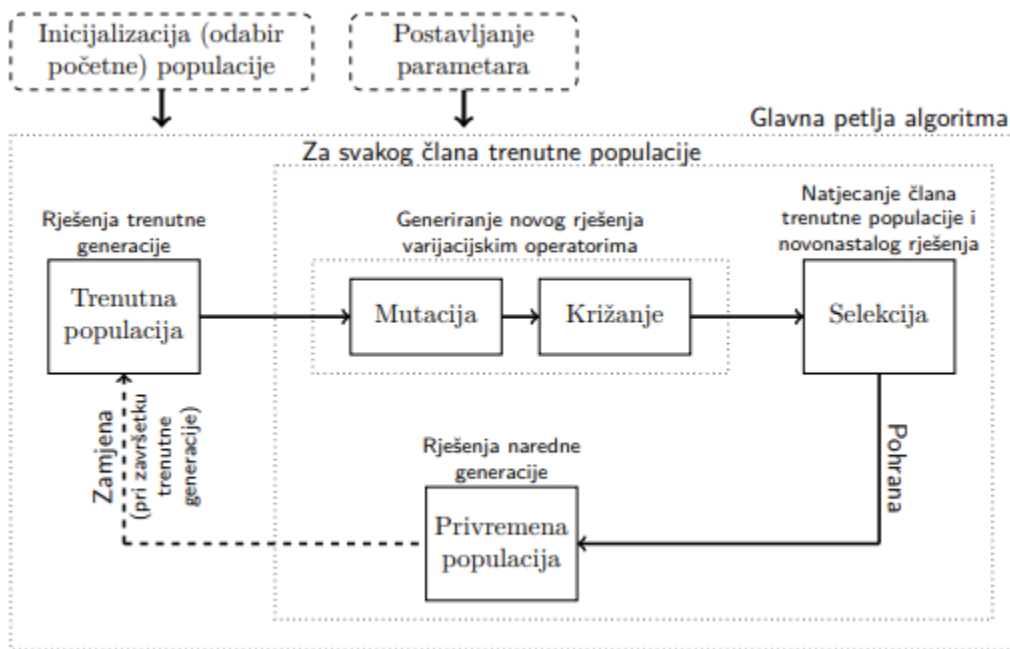 Inicijalizacija (odabir
početne) populacije
Postavljanje
parametara
Glavna petlja algoritma
Za svakog člana trenutne populacije
Rješenja trenutne
generacije
Generiranje novog rješenja
varijacijskim operatorima
Natjecanje člana
trenutne populacije i
novonastalog rješenja
Trenutna
populacija
Mutacija
Križanje
Selekcija
Zamjena
(pri završetku
trenutne
generacije)
Pohrana
Rješenja naredne
generacije
Privremena
populacija